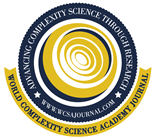 ADVANCING COMPLEXITY SCIENCE THROUGH RESEARCH
WWW.WCSAJOURNAL.COM
WORLD COMPLEXITY SCIENCE ACADEMY JOURNAL